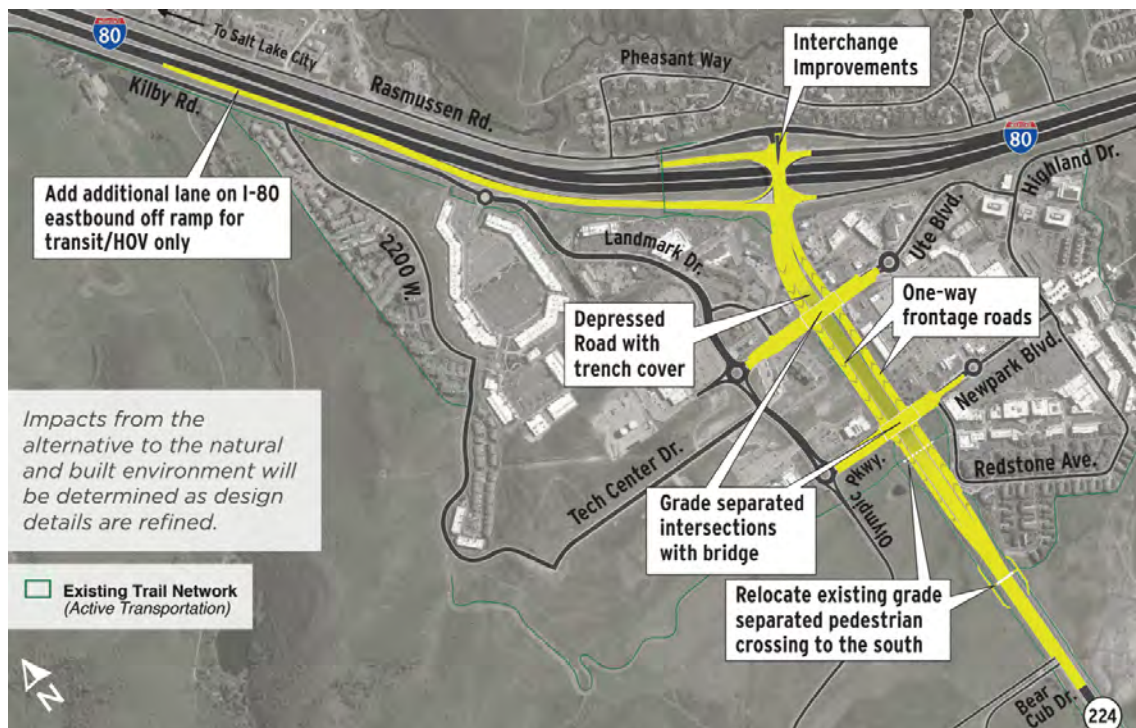 80
To Salt Lake City
Kilby Rd.
Rasmussen Rd.
Pheasant Way
Interchange
Improvements
80
Highland Dr.
Add additional lane on I-80
eastbound off ramp for
transit/HOV only
2200 W.
Landmark Dr.
Ute Blvd.
Depressed
Road with
trench cover
One-way
frontage roads
Newpark Blvd.
Impacts from the
alternative to the natural
and built environment will
be determined as design
details are refined.
Tech Center Dr.
Olympic Pkwy.
Redstone Ave.
Grade separated
intersections
with bridge
Existing Trail Network
(Active Transportation)
Relocate existing grade
separated pedestrian
crossing to the south
N
Bear
Cub Dr.
224